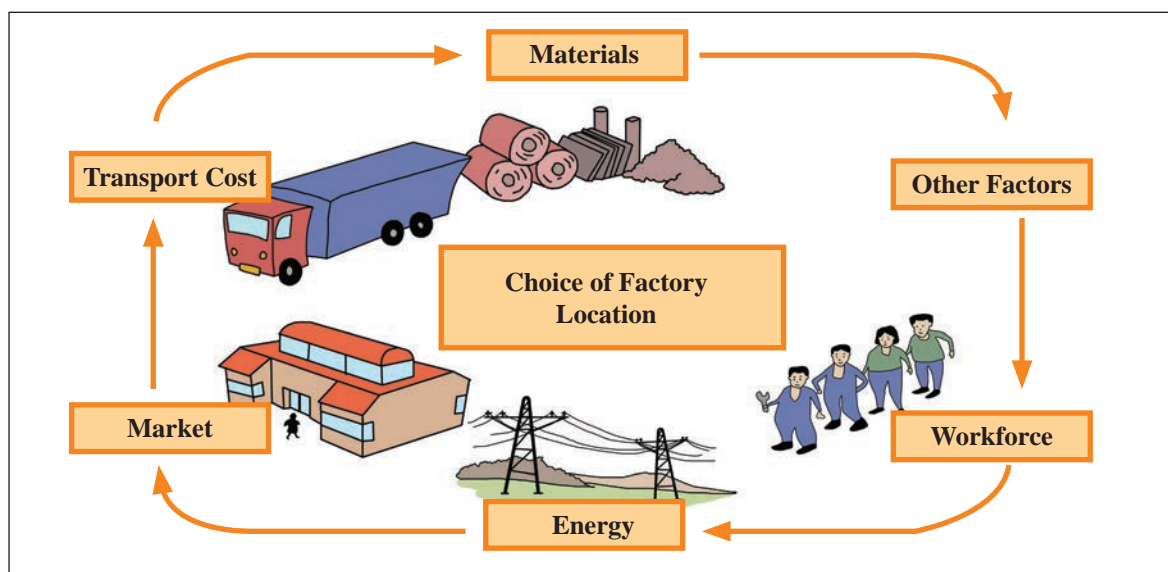 Materials
Transport Cost
Other Factors
Choice of Factory
Location
Market
Workforce
Energy